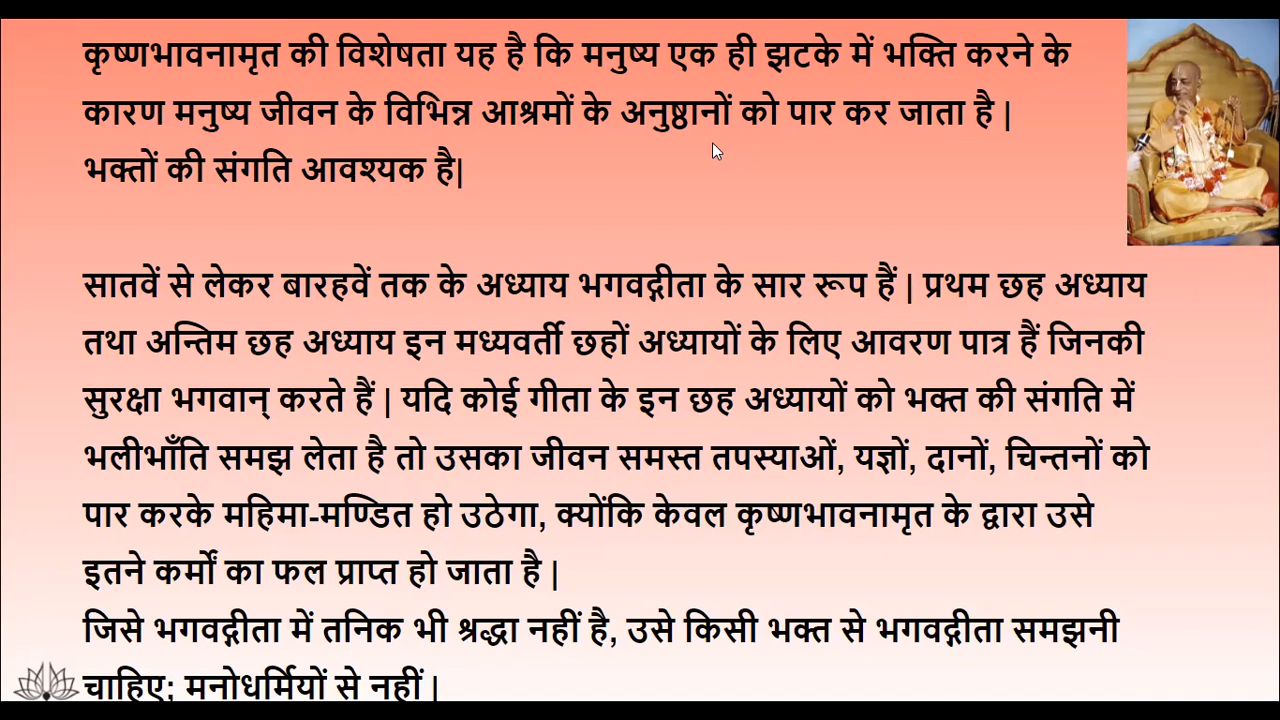 कृष्णभावनामृत की विशेषता यह है कि मनुष्य एक ही झटके में भक्ति करने के
कारण मनुष्य जीवन के विभिन्न आश्रमों के अनुष्ठानों को पार कर जाता है |
भक्तों की संगति आवश्यक है|
सातवें से लेकर बारहवें तक के अध्याय भगवद्गीता के सार रूप हैं | प्रथम छह अध्याय
तथा अन्तिम छह अध्याय इन मध्यवर्ती छहों अध्यायों के लिए आवरण पात्र हैं जिनकी
सुरक्षा भगवान् करते हैं | यदि कोई गीता के इन छह अध्यायों को भक्त की संगति में
भलीभाँति समझ लेता है तो उसका जीवन समस्त तपस्याओं, यज्ञों, दानों, चिन्तनों को
पार करके महिमा-मण्डित हो उठेगा, क्योंकि केवल कृष्णभावनामृत के द्वारा उसे
इतने कर्मों का फल प्राप्त हो जाता है |
जिसे भगवद्गीता में तनिक भी श्रद्धा नहीं है, उसे किसी भक्त से भगवद्गीता समझनी
चाहिए; मनोधर्मियों से नहीं |